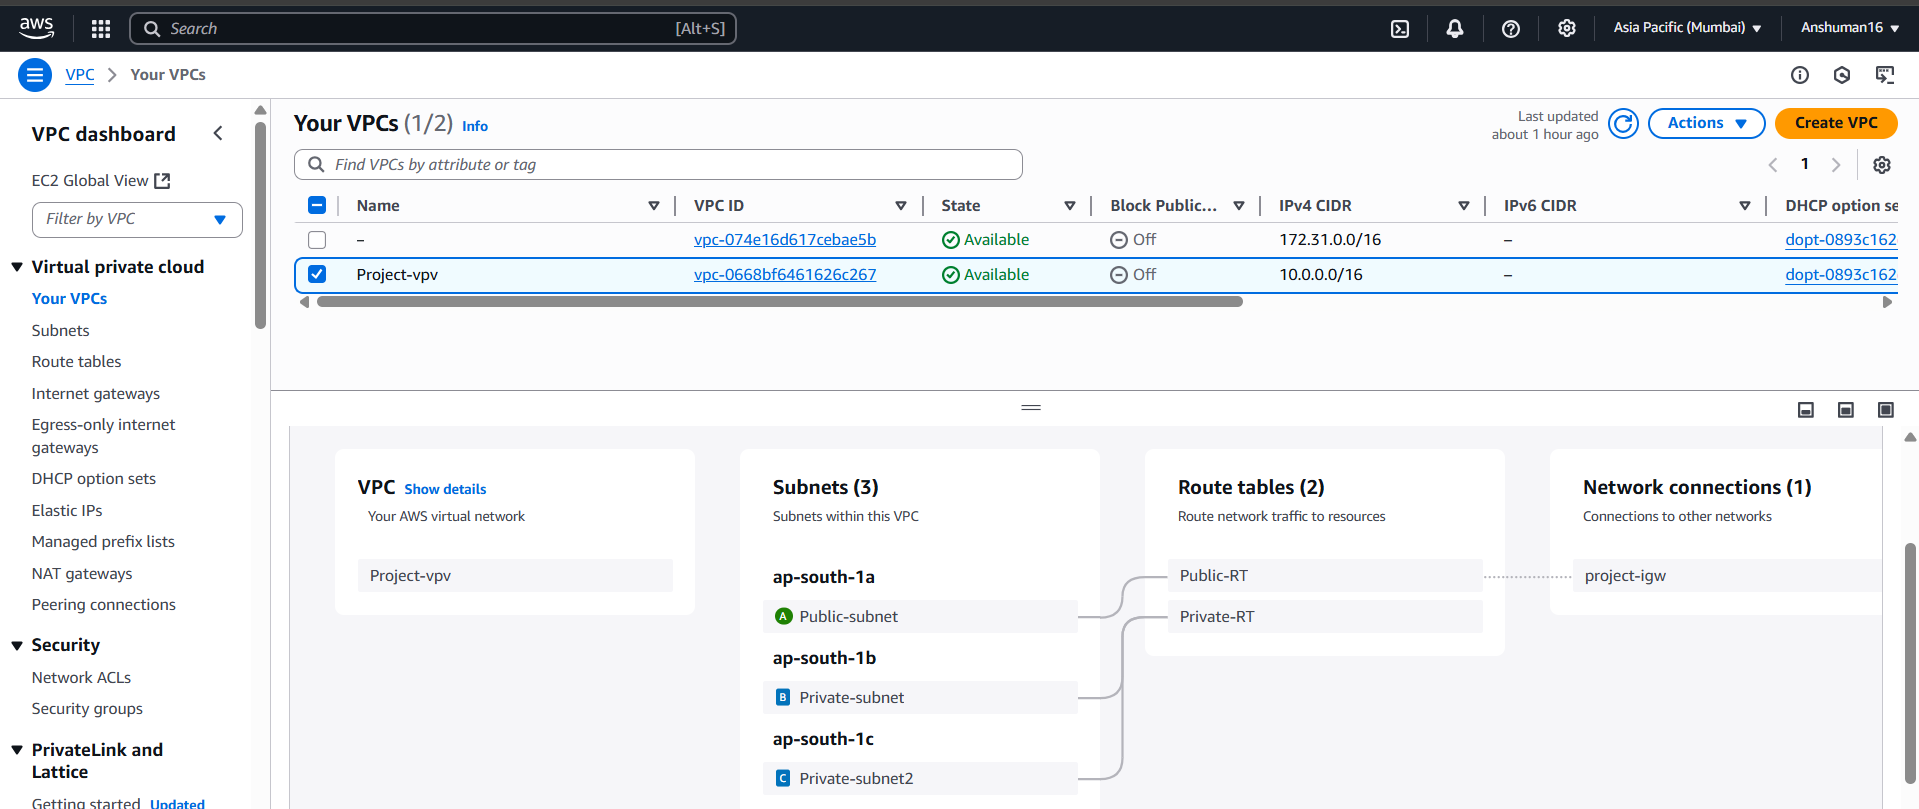 aws
Search [Alt+S]
Asia Pacific (Mumbai)
Anshuman16
VPC
Your VPCs
VPC dashboard
EC2 Global View
Filter by VPC
Virtual private cloud
Your VPCs
Subnets
Route tables
Internet gateways
Egress-only internet
gateways
DHCP option sets
Elastic IPs
Managed prefix lists
NAT gateways
Peering connections
Security
Network ACLs
Security groups
PrivateLink and
Lattice
Getting started Updated
Your VPCs (1/2) Info
Last updated
about 1 hour ago
Actions
Create VPC
Find VPCs by attribute or tag
1
Name VPC ID State Block Public... IPv4 CIDR IPv6 CIDR DHCP option se
– vpc-074e16d617cebae5b Available Off 172.31.0.0/16 – dopt-0893c162
Project-vpv vpc-0668bf6461626c267 Available Off 10.0.0.0/16 – dopt-0893c162
VPC Show details
Your AWS virtual network
Project-vpv
Subnets (3)
Subnets within this VPC
ap-south-1a
A Public-subnet
ap-south-1b
B Private-subnet
ap-south-1c
C Private-subnet2
Route tables (2)
Route network traffic to resources
Public-RT
Private-RT
Network connections (1)
Connections to other networks
project-igw